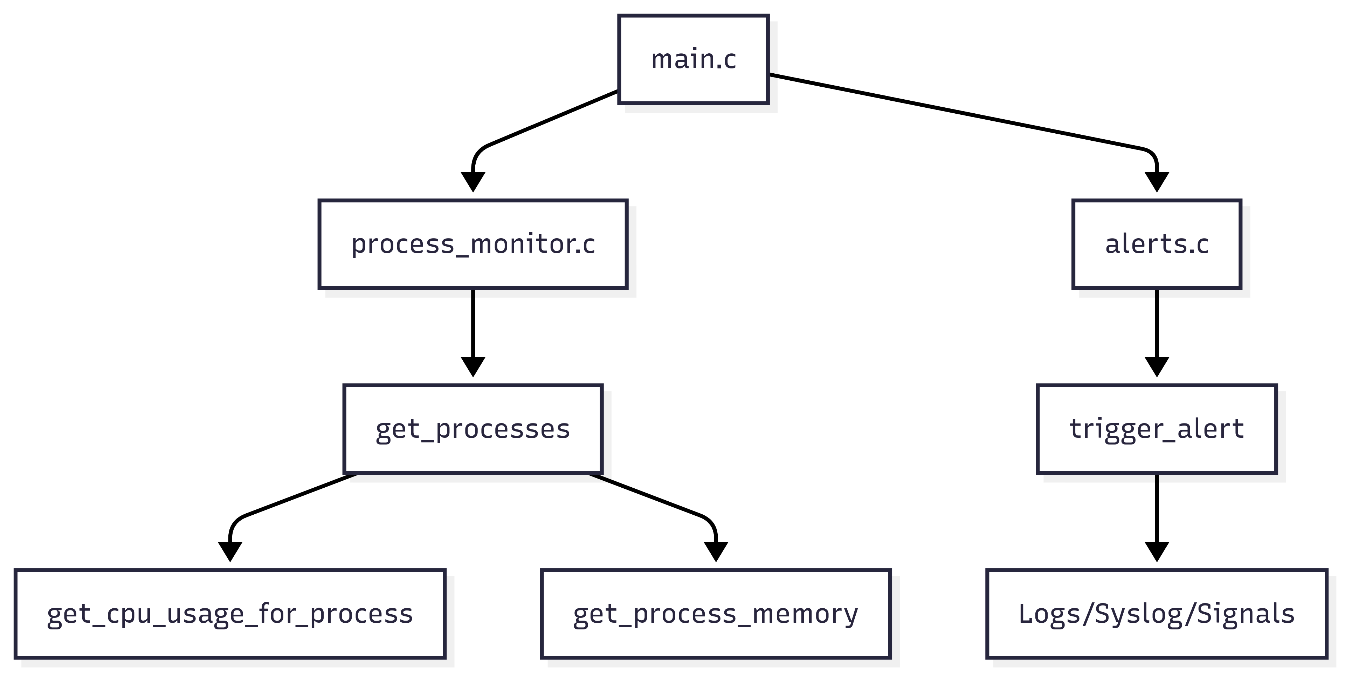 main.c
process_monitor.c
alerts.c
get_processes
trigger_alert
get_cpu_usage_for_process
get_process_memory
Logs/Syslog/Signals